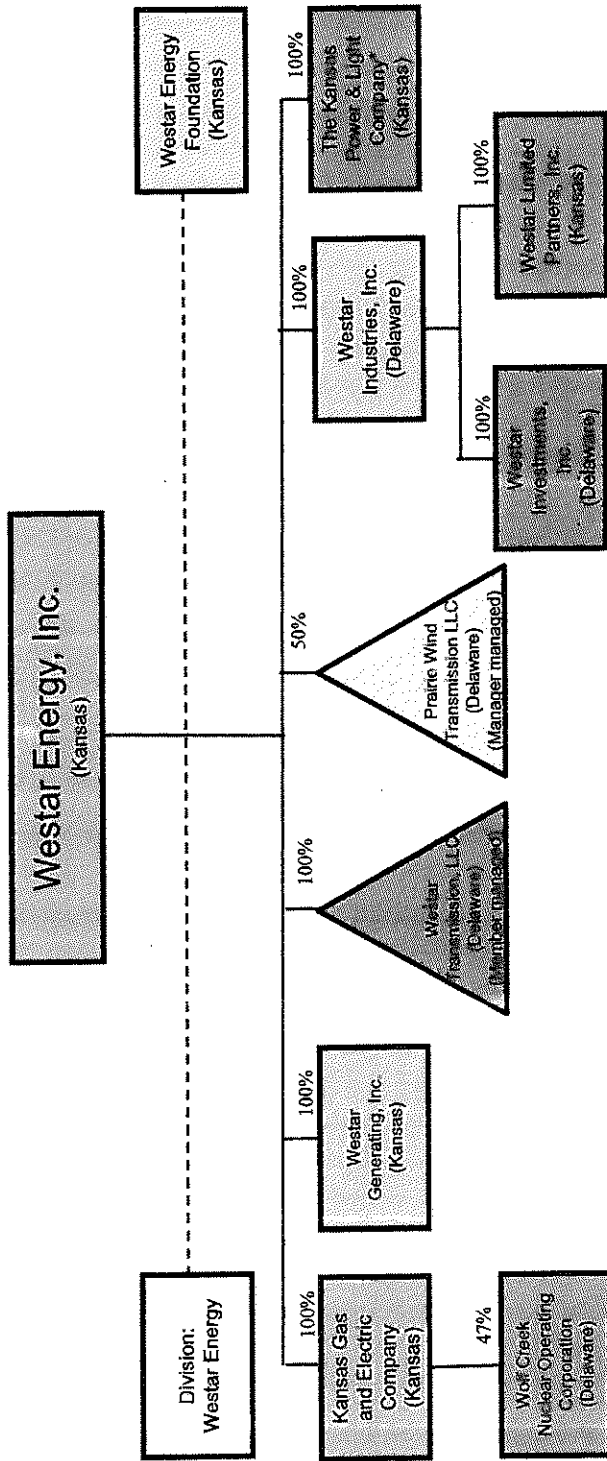 Westar Energy, Inc.
(Kansas)
Division:
Westar Energy
Westar Energy
Foundation
(Kansas)
100%
Kansas Gas
and Electric
Company
(Kansas)
47%
Wolf Creek
Nuclear Operating
Corporation
(Delaware)
100%
Westar
Generating, Inc.
(Kansas)
100%
Westar
Transmission, LLC
(Delaware)
(Member managed)
50%
Prairie Wind
Transmission LLC
(Delaware)
(Manager managed)
100%
Westar
Industries, Inc.
(Delaware)
100%
Westar
Investments,
Inc.
(Delaware)
100%
Westar Limited
Partners, Inc.
(Kansas)
100%
The Kansas
Power & Light
Company*
(Kansas)